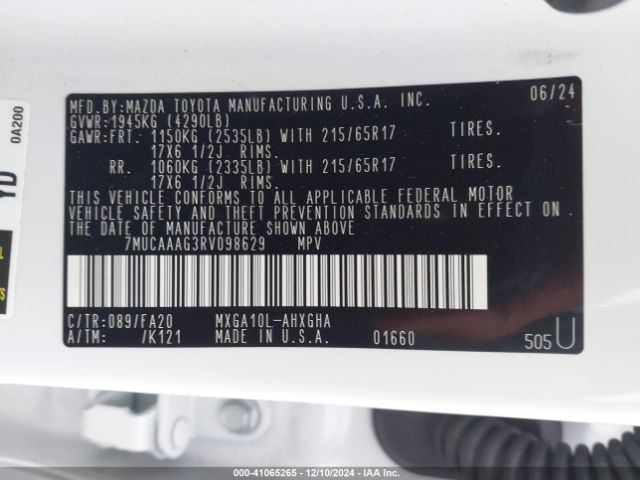 MFD.BY:MAZDA TOYOTA MANUFACTURING U.S.A. INC. 06/24
GVWR:1945KG (4290LB)
GAWR:FRT. 1150KG (2535LB) WITH 215/65R17 TIRES.
17X6 1/2J RIMS.
RR. 1060KG (2335LB) WITH 215/65R17 TIRES.
17X6 1/2J RIMS.
THIS VEHICLE CONFORMS TO ALL APPLICABLE FEDERAL MOTOR
VEHICLE SAFETY AND THEFT PREVENTION STANDARDS IN EFFECT ON
THE DATE OF MANUFACTURE SHOWN ABOVE
7MUCAAAG3RV098629 MPV
C/TR:089/FA20 MXGA10L-AHXGHA
A/TM: /K121 MADE IN U.S.A. 01660
505U
0A200
YD
000-41065265 - 12/10/2024 - IAA Inc.